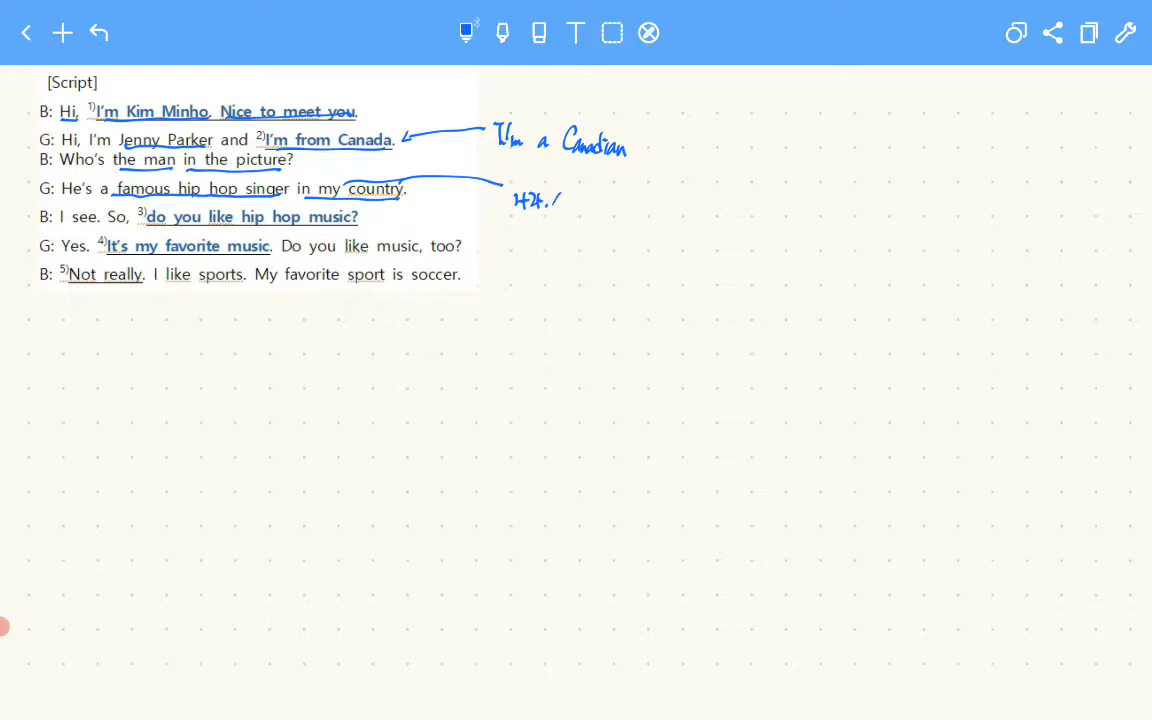 [Script]
B: Hi, 1)I'm Kim Minho. Nice to meet you.
G: Hi, I'm Jenny Parker and 2)I'm from Canada.
I'm a Canadian
B: Who's the man in the picture?
G: He's a famous hip hop singer in my country.
B: I see. So, 3)do you like hip hop music?
G: Yes. 4)It's my favorite music. Do you like music, too?
B: 5)Not really. I like sports. My favorite sport is soccer.